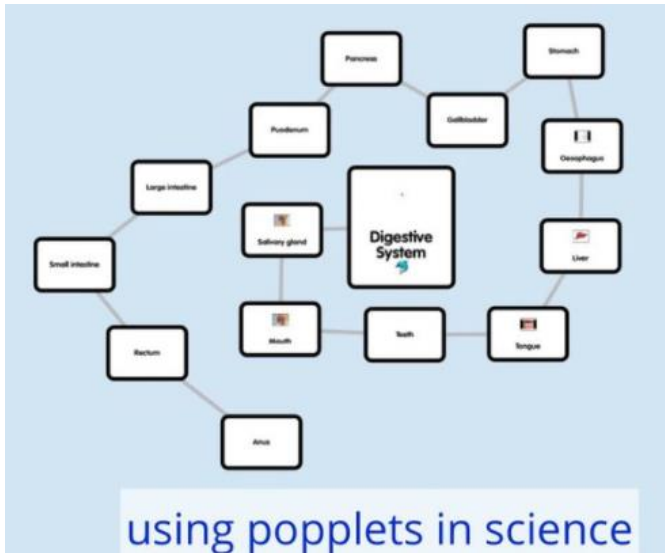 Pancreas
Stomach
Gallbladder
Puodenum
Oesophagus
Large intestine
Salivary gland
Digestive
System
Liver
Small intestine
Mouth
Teeth
Tongue
Rectum
Anus
using popplets in science